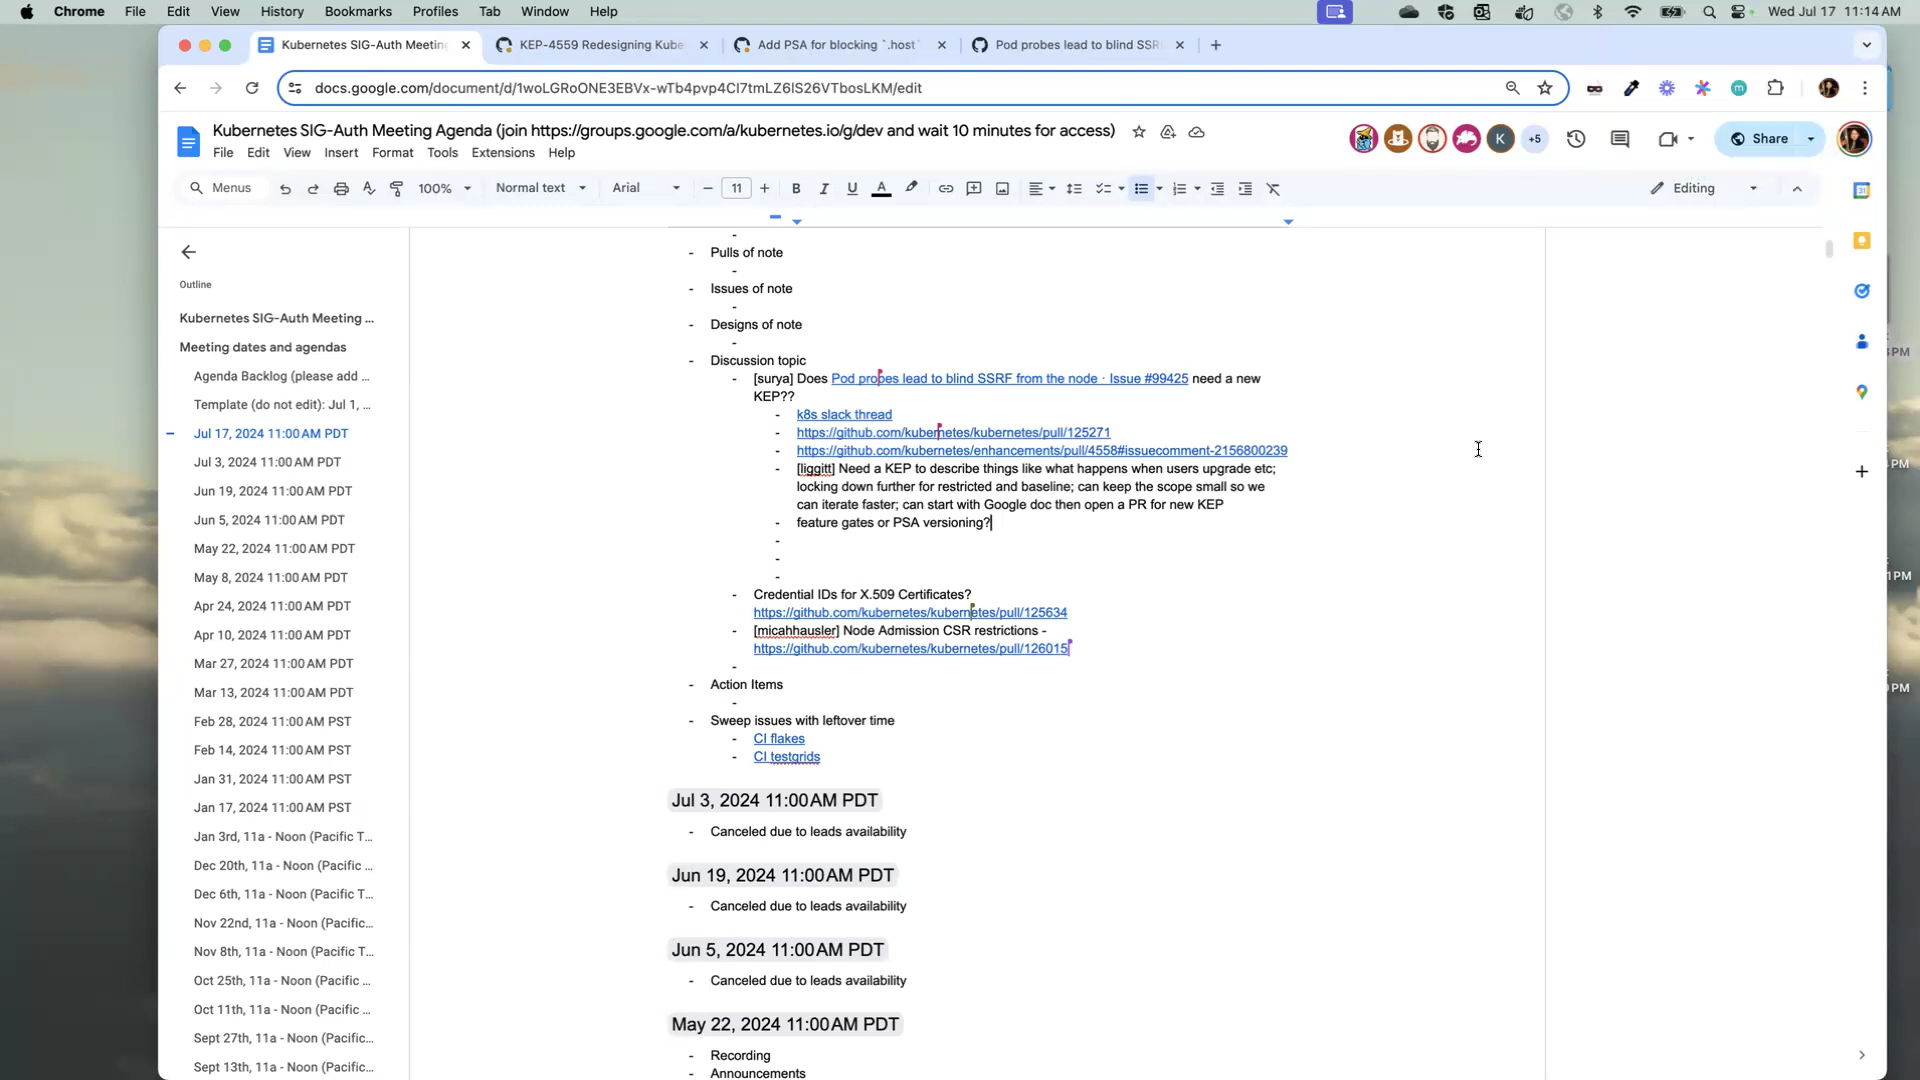 Chrome File Edit View History Bookmarks Profiles Tab Window Help Wed Jul 17 11:14 AM
Kubernetes SIG-Auth Meeting KEP-4559 Redesigning Kube Add PSA for blocking `.host` Pod probes lead to blind SSR
docs.google.com/document/d/1woLGRoONE3EBVx-wTb4pvp4CI7tmLZ6IS26VTbosLKM/edit
Kubernetes SIG-Auth Meeting Agenda (join https://groups.google.com/a/kubernetes.io/g/dev and wait 10 minutes for access)
K +5 Share
File Edit View Insert Format Tools Extensions Help
Menus 100% Normal text Arial 11 Editing
Outline
Kubernetes SIG-Auth Meeting ...
Meeting dates and agendas
Agenda Backlog (please add ...
Template (do not edit): Jul 1, ...
Jul 17, 2024 11:00 AM PDT
Jul 3, 2024 11:00 AM PDT
Jun 19, 2024 11:00 AM PDT
Jun 5, 2024 11:00 AM PDT
May 22, 2024 11:00 AM PDT
May 8, 2024 11:00 AM PDT
Apr 24, 2024 11:00 AM PDT
Apr 10, 2024 11:00 AM PDT
Mar 27, 2024 11:00 AM PDT
Mar 13, 2024 11:00 AM PDT
Feb 28, 2024 11:00 AM PST
Feb 14, 2024 11:00 AM PST
Jan 31, 2024 11:00 AM PST
Jan 17, 2024 11:00 AM PST
Jan 3rd, 11a - Noon (Pacific T...
Dec 20th, 11a - Noon (Pacific ...
Dec 6th, 11a - Noon (Pacific T...
Nov 22nd, 11a - Noon (Pacific...
Nov 8th, 11a - Noon (Pacific T...
Oct 25th, 11a - Noon (Pacific ...
Oct 11th, 11a - Noon (Pacific ...
Sept 27th, 11a - Noon (Pacific...
Sept 13th, 11a - Noon (Pacific...
-
- Pulls of note
-
- Issues of note
-
- Designs of note
-
- Discussion topic
- [surya] Does Pod probes lead to blind SSRF from the node · Issue #99425 need a new
KEP??
- k8s slack thread
- https://github.com/kubernetes/kubernetes/pull/125271
- https://github.com/kubernetes/enhancements/pull/4558#issuecomment-2156800239
- [liggitt] Need a KEP to describe things like what happens when users upgrade etc;
locking down further for restricted and baseline; can keep the scope small so we
can iterate faster; can start with Google doc then open a PR for new KEP
- feature gates or PSA versioning?
-
-
-
- Credential IDs for X.509 Certificates?
https://github.com/kubernetes/kubernetes/pull/125634
- [micahhausler] Node Admission CSR restrictions -
https://github.com/kubernetes/kubernetes/pull/126015
-
- Action Items
-
- Sweep issues with leftover time
- CI flakes
- CI testgrids
Jul 3, 2024 11:00 AM PDT
- Canceled due to leads availability
Jun 19, 2024 11:00 AM PDT
- Canceled due to leads availability
Jun 5, 2024 11:00 AM PDT
- Canceled due to leads availability
May 22, 2024 11:00 AM PDT
- Recording
- Announcements